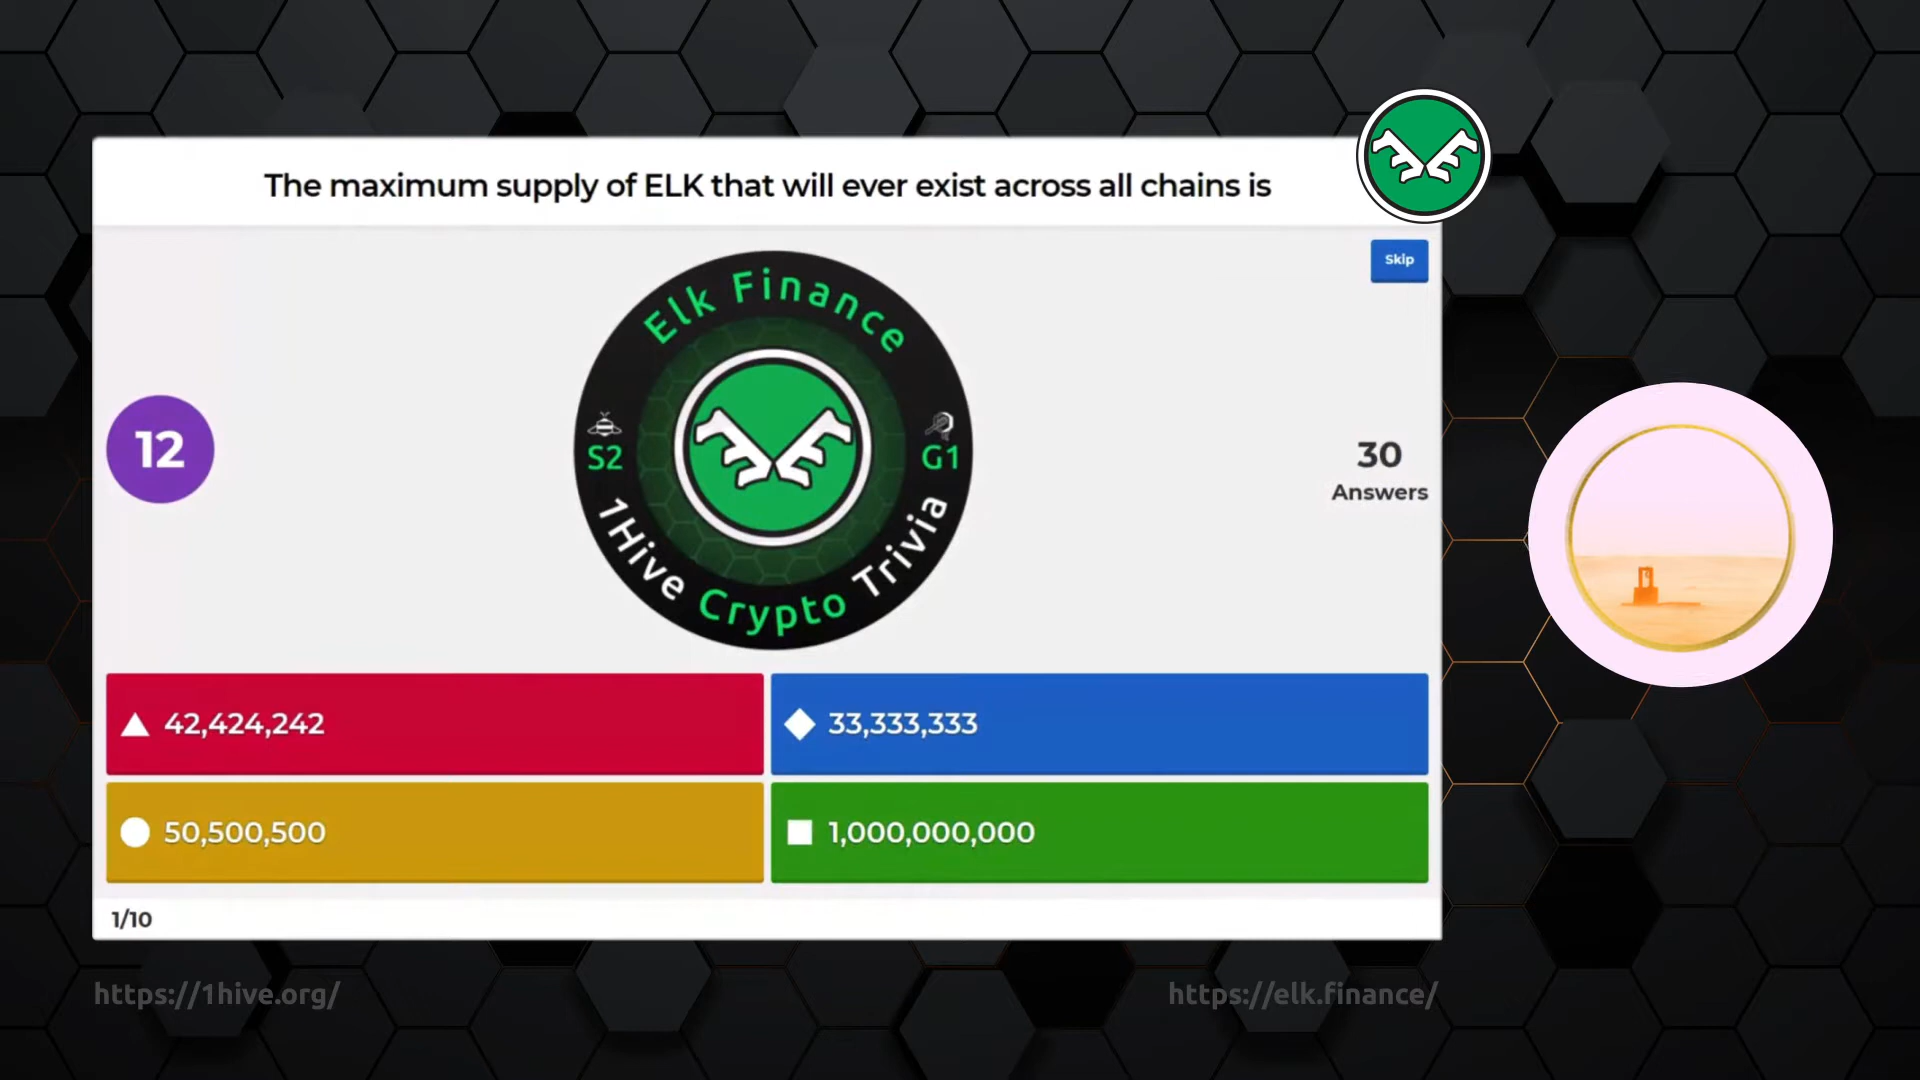 The maximum supply of ELK that will ever exist across all chains is
Skip
Elk Finance
12
S2
G1
30
Answers
1Hive Crypto Trivia
42,424,242
33,333,333
50,500,500
1,000,000,000
1/10
https://1hive.org/
https://elk.finance/